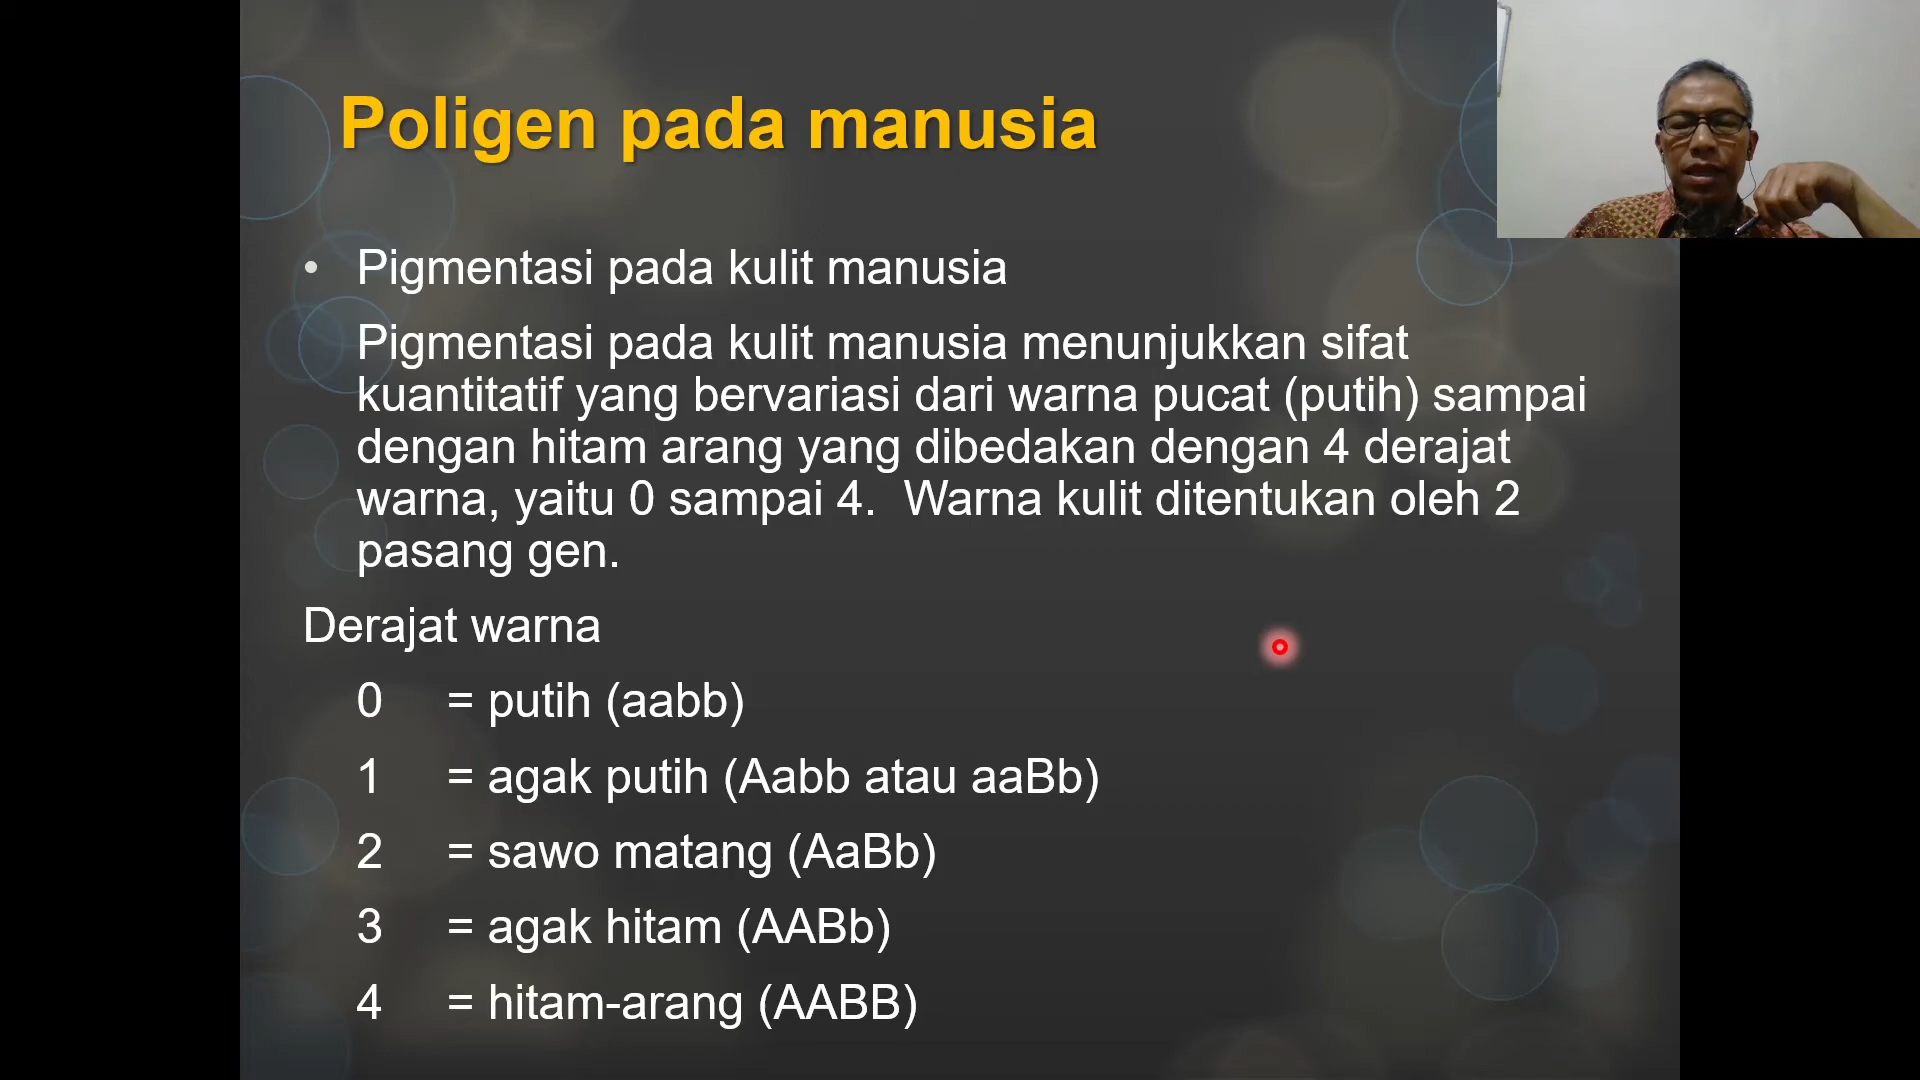 Poligen pada manusia
• Pigmentasi pada kulit manusia
Pigmentasi pada kulit manusia menunjukkan sifat
kuantitatif yang bervariasi dari warna pucat (putih) sampai
dengan hitam arang yang dibedakan dengan 4 derajat
warna, yaitu 0 sampai 4.  Warna kulit ditentukan oleh 2
pasang gen.
Derajat warna
0 = putih (aabb)
1 = agak putih (Aabb atau aaBb)
2 = sawo matang (AaBb)
3 = agak hitam (AABb)
4 = hitam-arang (AABB)